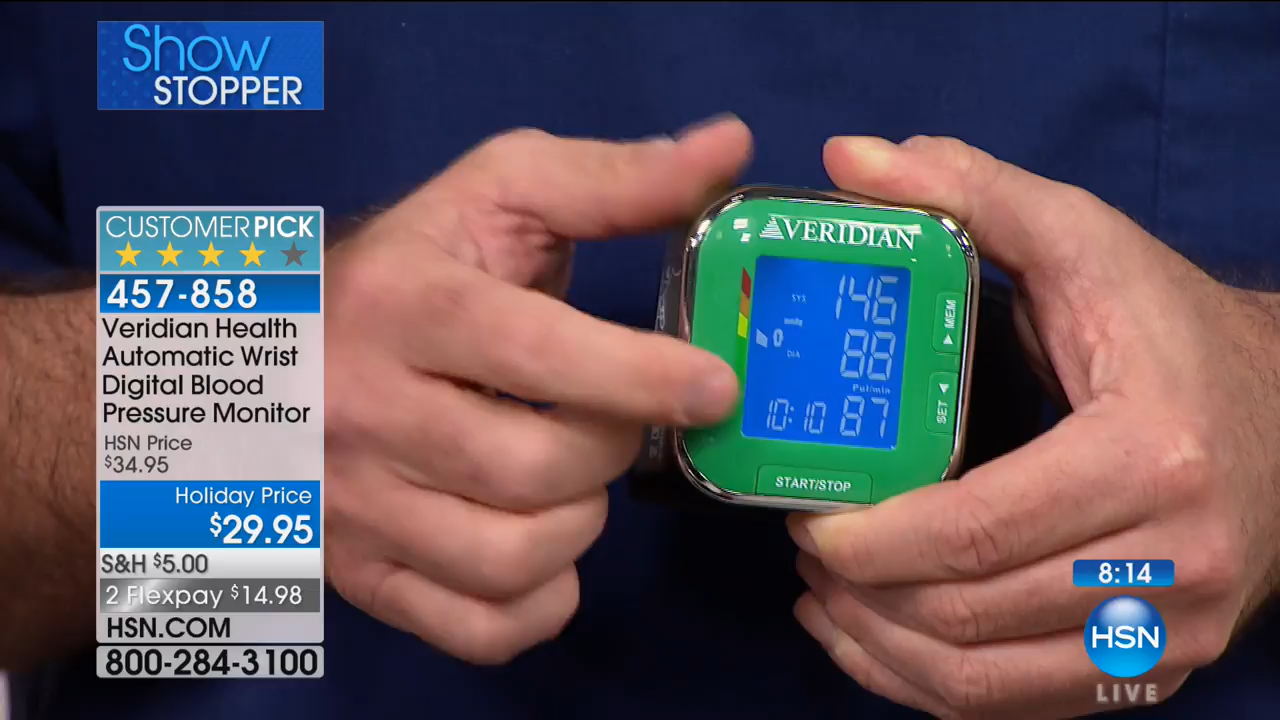 Show
STOPPER
CUSTOMER PICK
457-858
Veridian Health
Automatic Wrist
Digital Blood
Pressure Monitor
HSN Price
$34.95
Holiday Price
$29.95
S&H $5.00
2 Flexpay $14.98
HSN.COM
800-284-3100
VERIDIAN
SYS
146
mmHg
DIA
88
Pul/min
10:10 87
MEM
SET
START/STOP
8:14
HSN
LIVE